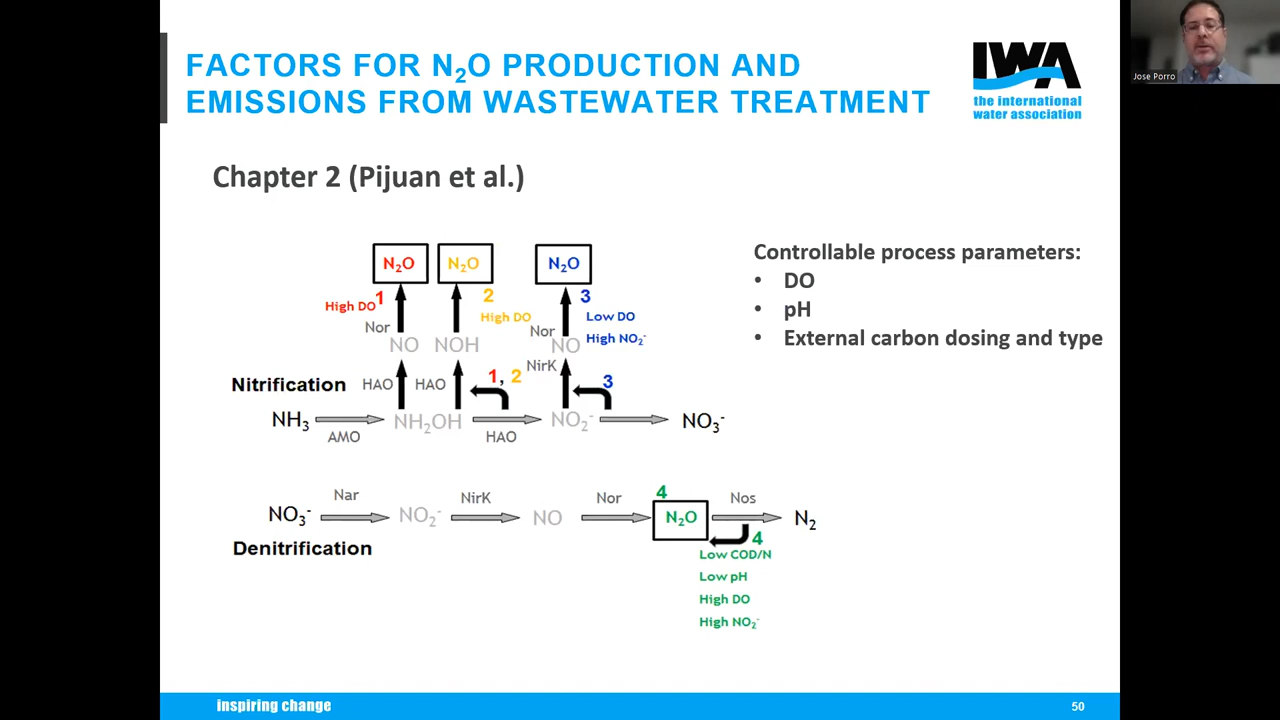 FACTORS FOR N₂O PRODUCTION AND
EMISSIONS FROM WASTEWATER TREATMENT
IWA
the international
water association
Jose Porro
Chapter 2 (Pijuan et al.)
N₂O N₂O N₂O
High DO 1
2
High DO
3
Low DO
High NO₂⁻
Nor
NO NOH
Nor
NO
NirK
Nitrification
HAO HAO
1, 2
3
NH₃ NH₂OH NO₂⁻ NO₃⁻
AMO HAO
Controllable process parameters:
• DO
• pH
• External carbon dosing and type
Nar NirK Nor 4 Nos
NO₃⁻ NO₂⁻ NO N₂O N₂
Denitrification
4
Low COD/N
Low pH
High DO
High NO₂⁻
inspiring change
50